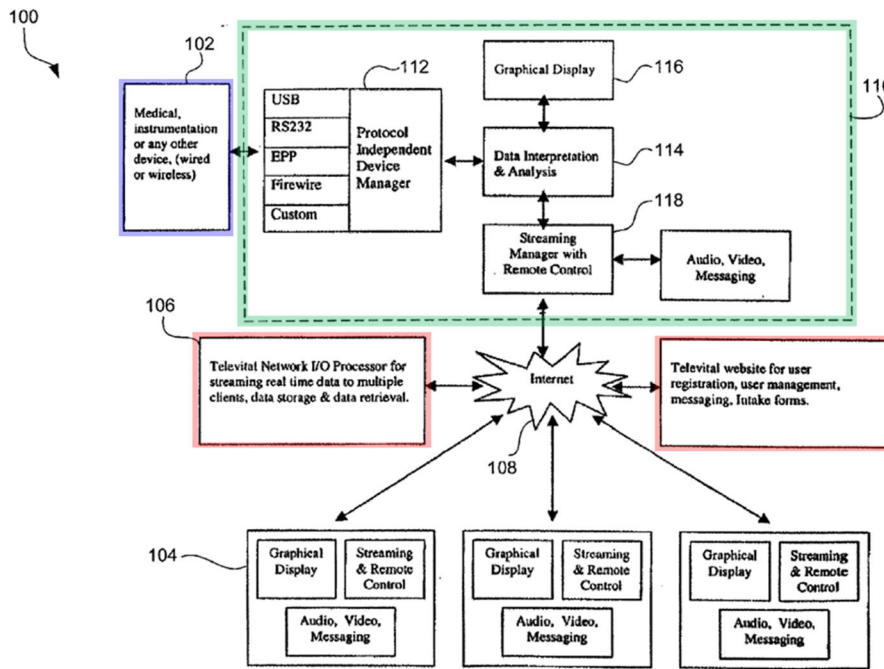 100
102
Medical,
instrumentation
or any other
device, (wired
or wireless)
112
USB
RS232
EPP
Firewire
Custom
Protocol
Independent
Device
Manager
Graphical Display
116
Data Interpretation
& Analysis
114
118
Streaming
Manager with
Remote Control
Audio, Video,
Messaging
106
Televital Network I/O Processor for
streaming real time data to multiple
clients, data storage & data retrieval.
Internet
108
Televital website for user
registration, user management,
messaging, Intake forms.
104
Graphical
Display
Streaming
& Remote
Control
Audio, Video,
Messaging
Graphical
Display
Streaming
& Remote
Control
Audio, Video,
Messaging
Graphical
Display
Streaming
& Remote
Control
Audio, Video,
Messaging